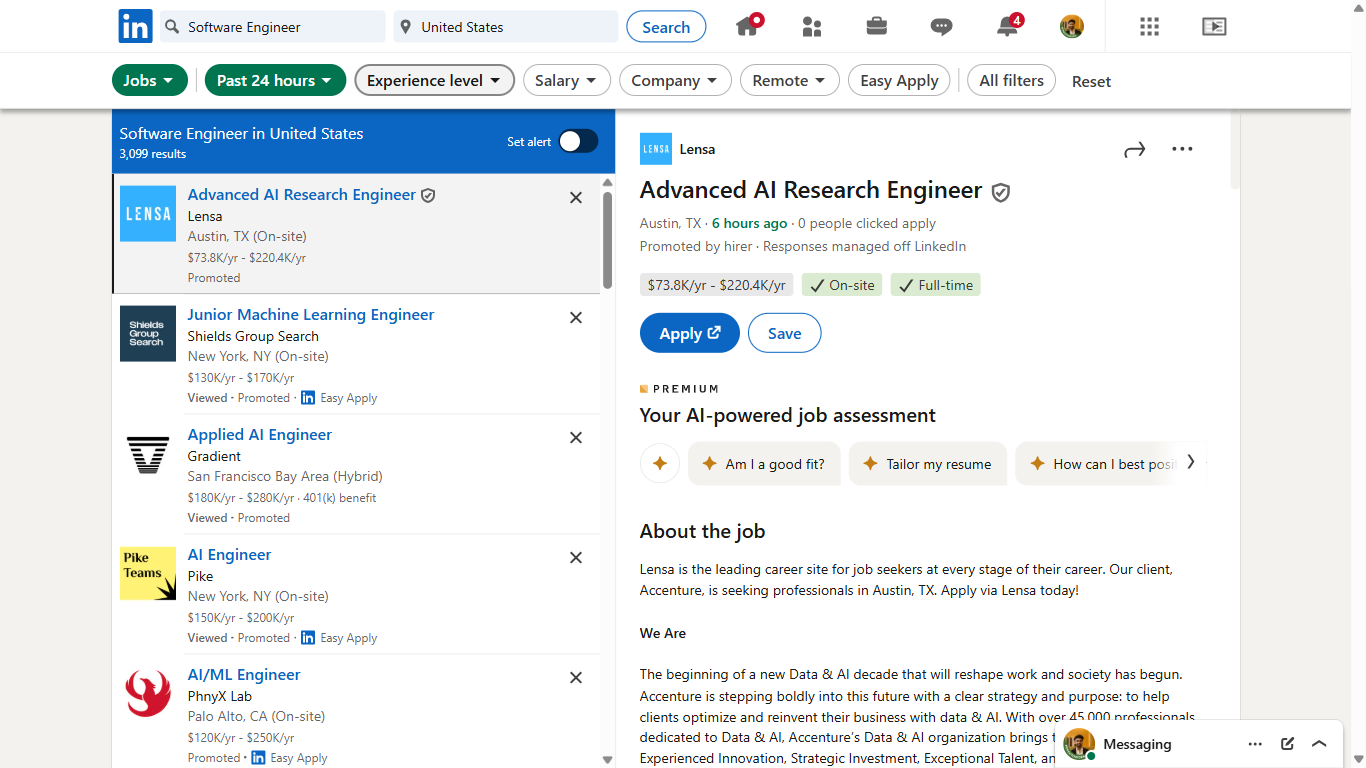 in
Software Engineer
United States
Search
4
Jobs
Past 24 hours
Experience level
Salary
Company
Remote
Easy Apply
All filters
Reset
Software Engineer in United States
3,099 results
Set alert
LENSA
Advanced AI Research Engineer
Lensa
Austin, TX (On-site)
$73.8K/yr - $220.4K/yr
Promoted
Shields
Group
Search
Junior Machine Learning Engineer
Shields Group Search
New York, NY (On-site)
$130K/yr - $170K/yr
Viewed · Promoted · in Easy Apply
Applied AI Engineer
Gradient
San Francisco Bay Area (Hybrid)
$180K/yr - $280K/yr · 401(k) benefit
Viewed · Promoted
Pike
Teams
AI Engineer
Pike
New York, NY (On-site)
$150K/yr - $200K/yr
Viewed · Promoted · in Easy Apply
AI/ML Engineer
PhnyX Lab
Palo Alto, CA (On-site)
$120K/yr - $250K/yr
Promoted · in Easy Apply
LENSA
Lensa
Advanced AI Research Engineer
Austin, TX · 6 hours ago · 0 people clicked apply
Promoted by hirer · Responses managed off LinkedIn
$73.8K/yr - $220.4K/yr
On-site
Full-time
Apply
Save
PREMIUM
Your AI-powered job assessment
Am I a good fit?
Tailor my resume
How can I best posi
About the job
Lensa is the leading career site for job seekers at every stage of their career. Our client,
Accenture, is seeking professionals in Austin, TX. Apply via Lensa today!
We Are
The beginning of a new Data & AI decade that will reshape work and society has begun.
Accenture is stepping boldly into this future with a clear strategy and purpose: to help
clients optimize and reinvent their business with data & AI. With over 45,000 professionals
dedicated to Data & AI, Accenture's Data & AI organization brings
Experienced Innovation, Strategic Investment, Exceptional Talent,
Messaging